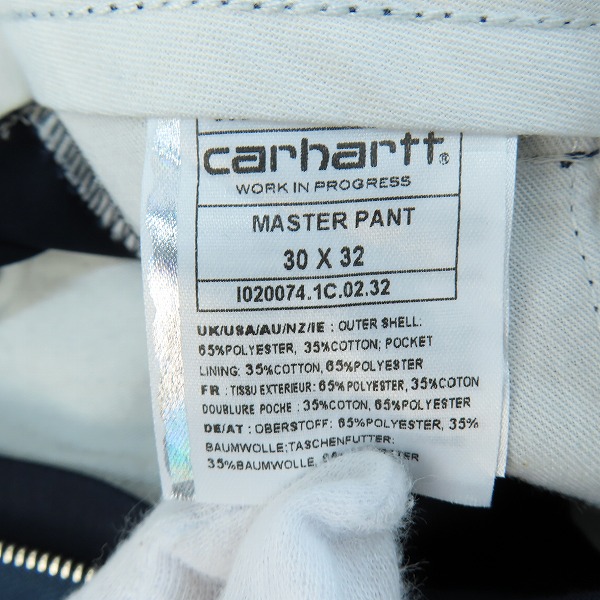 carhartt®
WORK IN PROGRESS
MASTER PANT
30 X 32
I020074.1C.02.32
UK/USA/AU/NZ/IE : OUTER SHELL:
65%POLYESTER, 35%COTTON; POCKET
LINING: 35%COTTON,65%POLYESTER
FR : TISSU EXTERIEUR: 65%POLYESTER, 35%COTON
DOUBLURE POCHE : 35%COTON, 65%POLYESTER
DE/AT : OBERSTOFF: 65%POLYESTER, 35%
BAUMWOLLE;TASCHENFUTTER:
35%BAUMWOLLE,